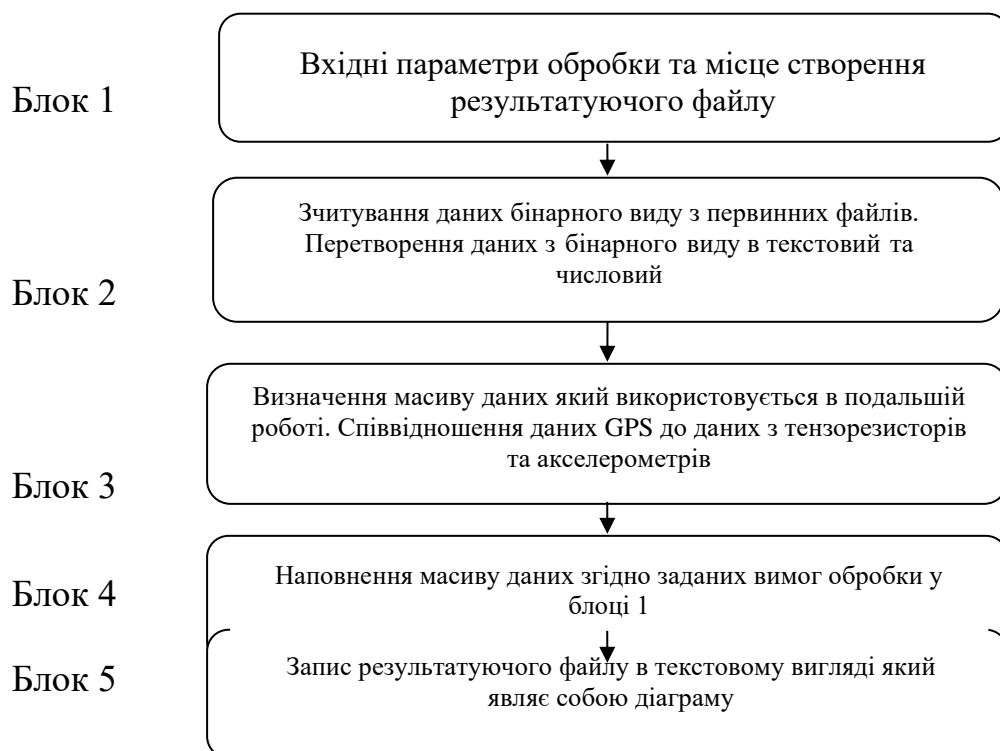 Блок 1
Вхідні параметри обробки та місце створення
результатуючого файлу
Блок 2
Зчитування даних бінарного виду з первинних файлів.
Перетворення даних з бінарного виду в текстовий та
числовий
Блок 3
Визначення масиву даних який використовується в подальшій
роботі. Співвідношення даних GPS до даних з тензорезисторів
та акселерометрів
Блок 4
Наповнення масиву даних згідно заданих вимог обробки у
блоці 1
Блок 5
Запис результатуючого файлу в текстовому вигляді який
являє собою діаграму